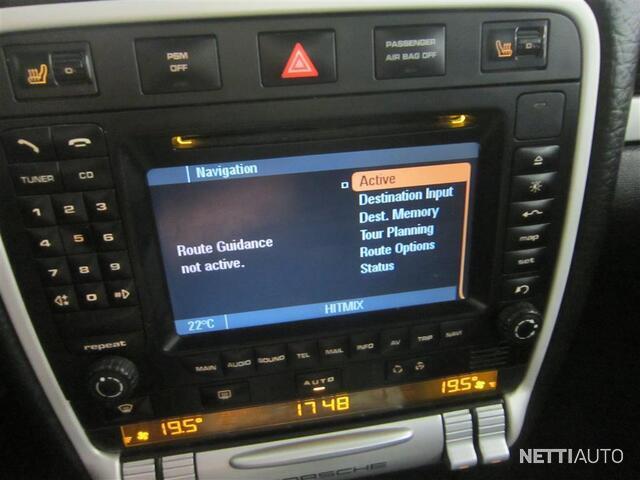 PSM
OFF
PASSENGER
AIR BAG OFF
TUNER
CD
1
2
3
4
5
6
7
8
9
0
repeat
Navigation
Active
Destination Input
Dest. Memory
Tour Planning
Route Options
Status
Route Guidance
not active.
22°C
HITMIX
map
set
MAIN
AUDIO
SOUND
TEL
MAIL
INFO
AV
TRIP
NAVI
AUTO
19.5°
17 48
19.5°
PORSCHE
NETTIAUTO